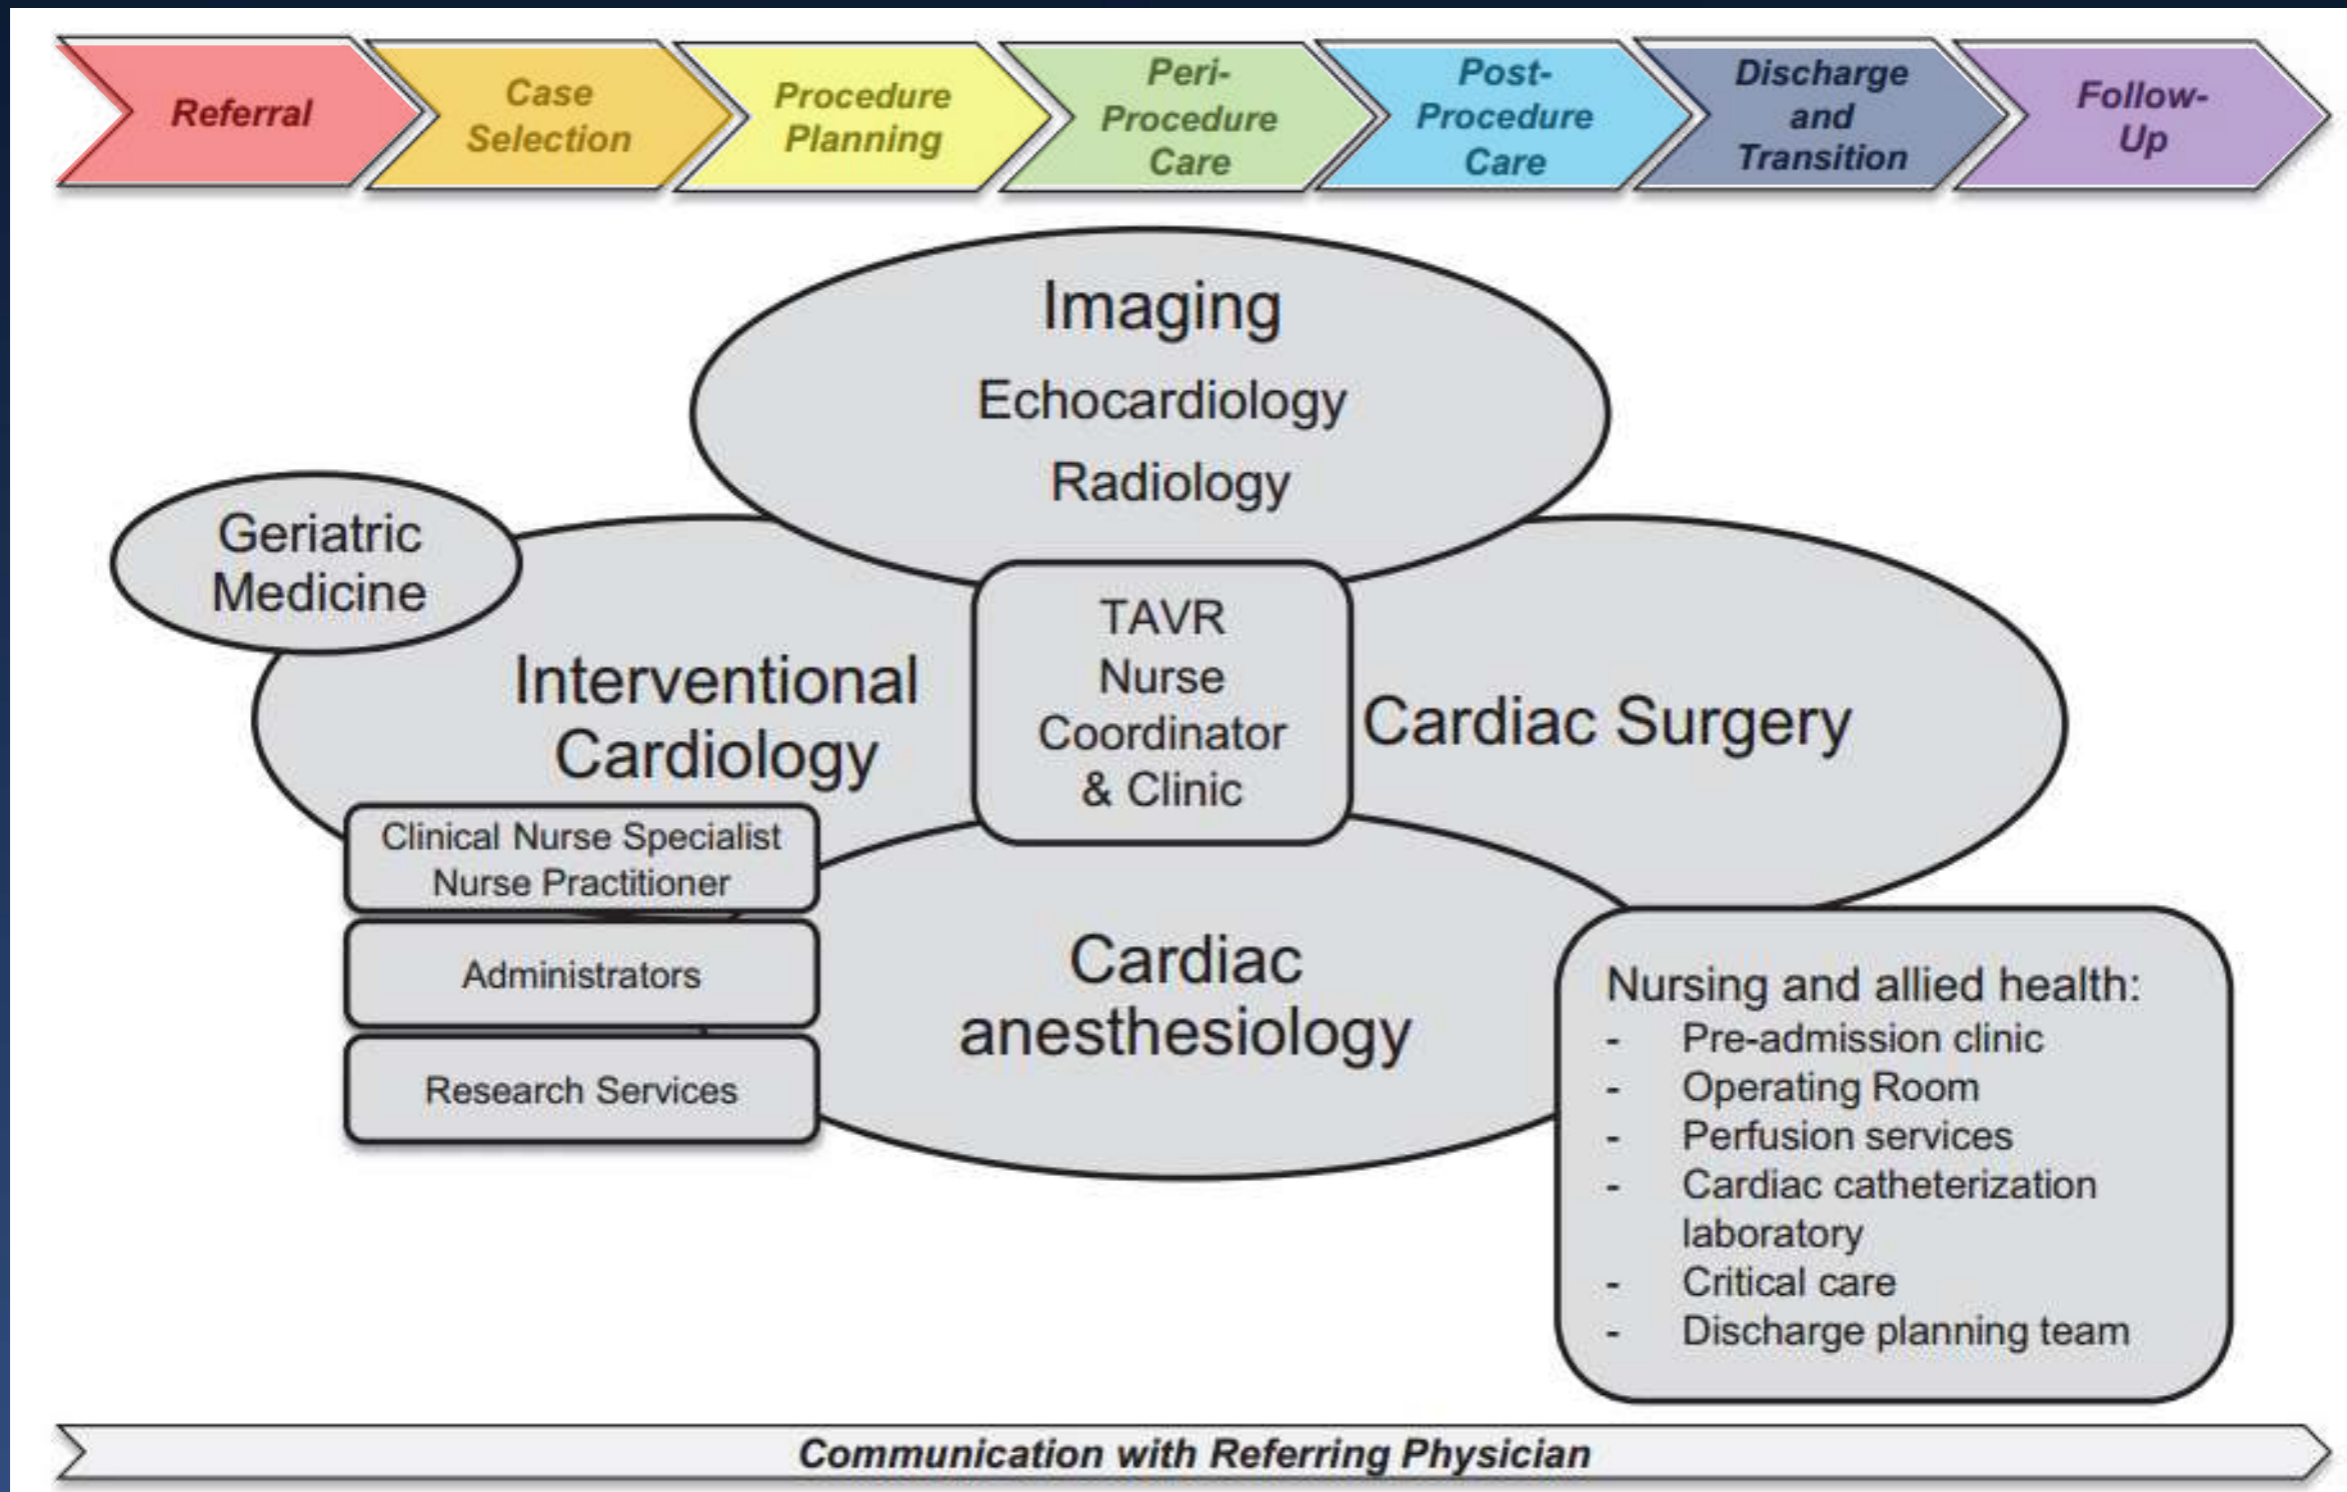 Referral
Case
Selection
Procedure
Planning
Peri-
Procedure
Care
Post-
Procedure
Care
Discharge
and
Transition
Follow-
Up
Imaging
Echocardiology
Radiology
Geriatric
Medicine
Interventional
Cardiology
TAVR
Nurse
Coordinator
& Clinic
Cardiac Surgery
Clinical Nurse Specialist
Nurse Practitioner
Administrators
Research Services
Cardiac
anesthesiology
Nursing and allied health:
- Pre-admission clinic
- Operating Room
- Perfusion services
- Cardiac catheterization
laboratory
- Critical care
- Discharge planning team
Communication with Referring Physician